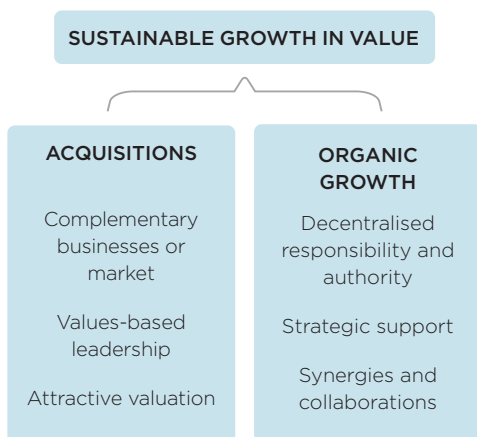 SUSTAINABLE GROWTH IN VALUE
ACQUISITIONS
Complementary
businesses or
market
Values-based
leadership
Attractive valuation
ORGANIC
GROWTH
Decentralised
responsibility and
authority
Strategic support
Synergies and
collaborations